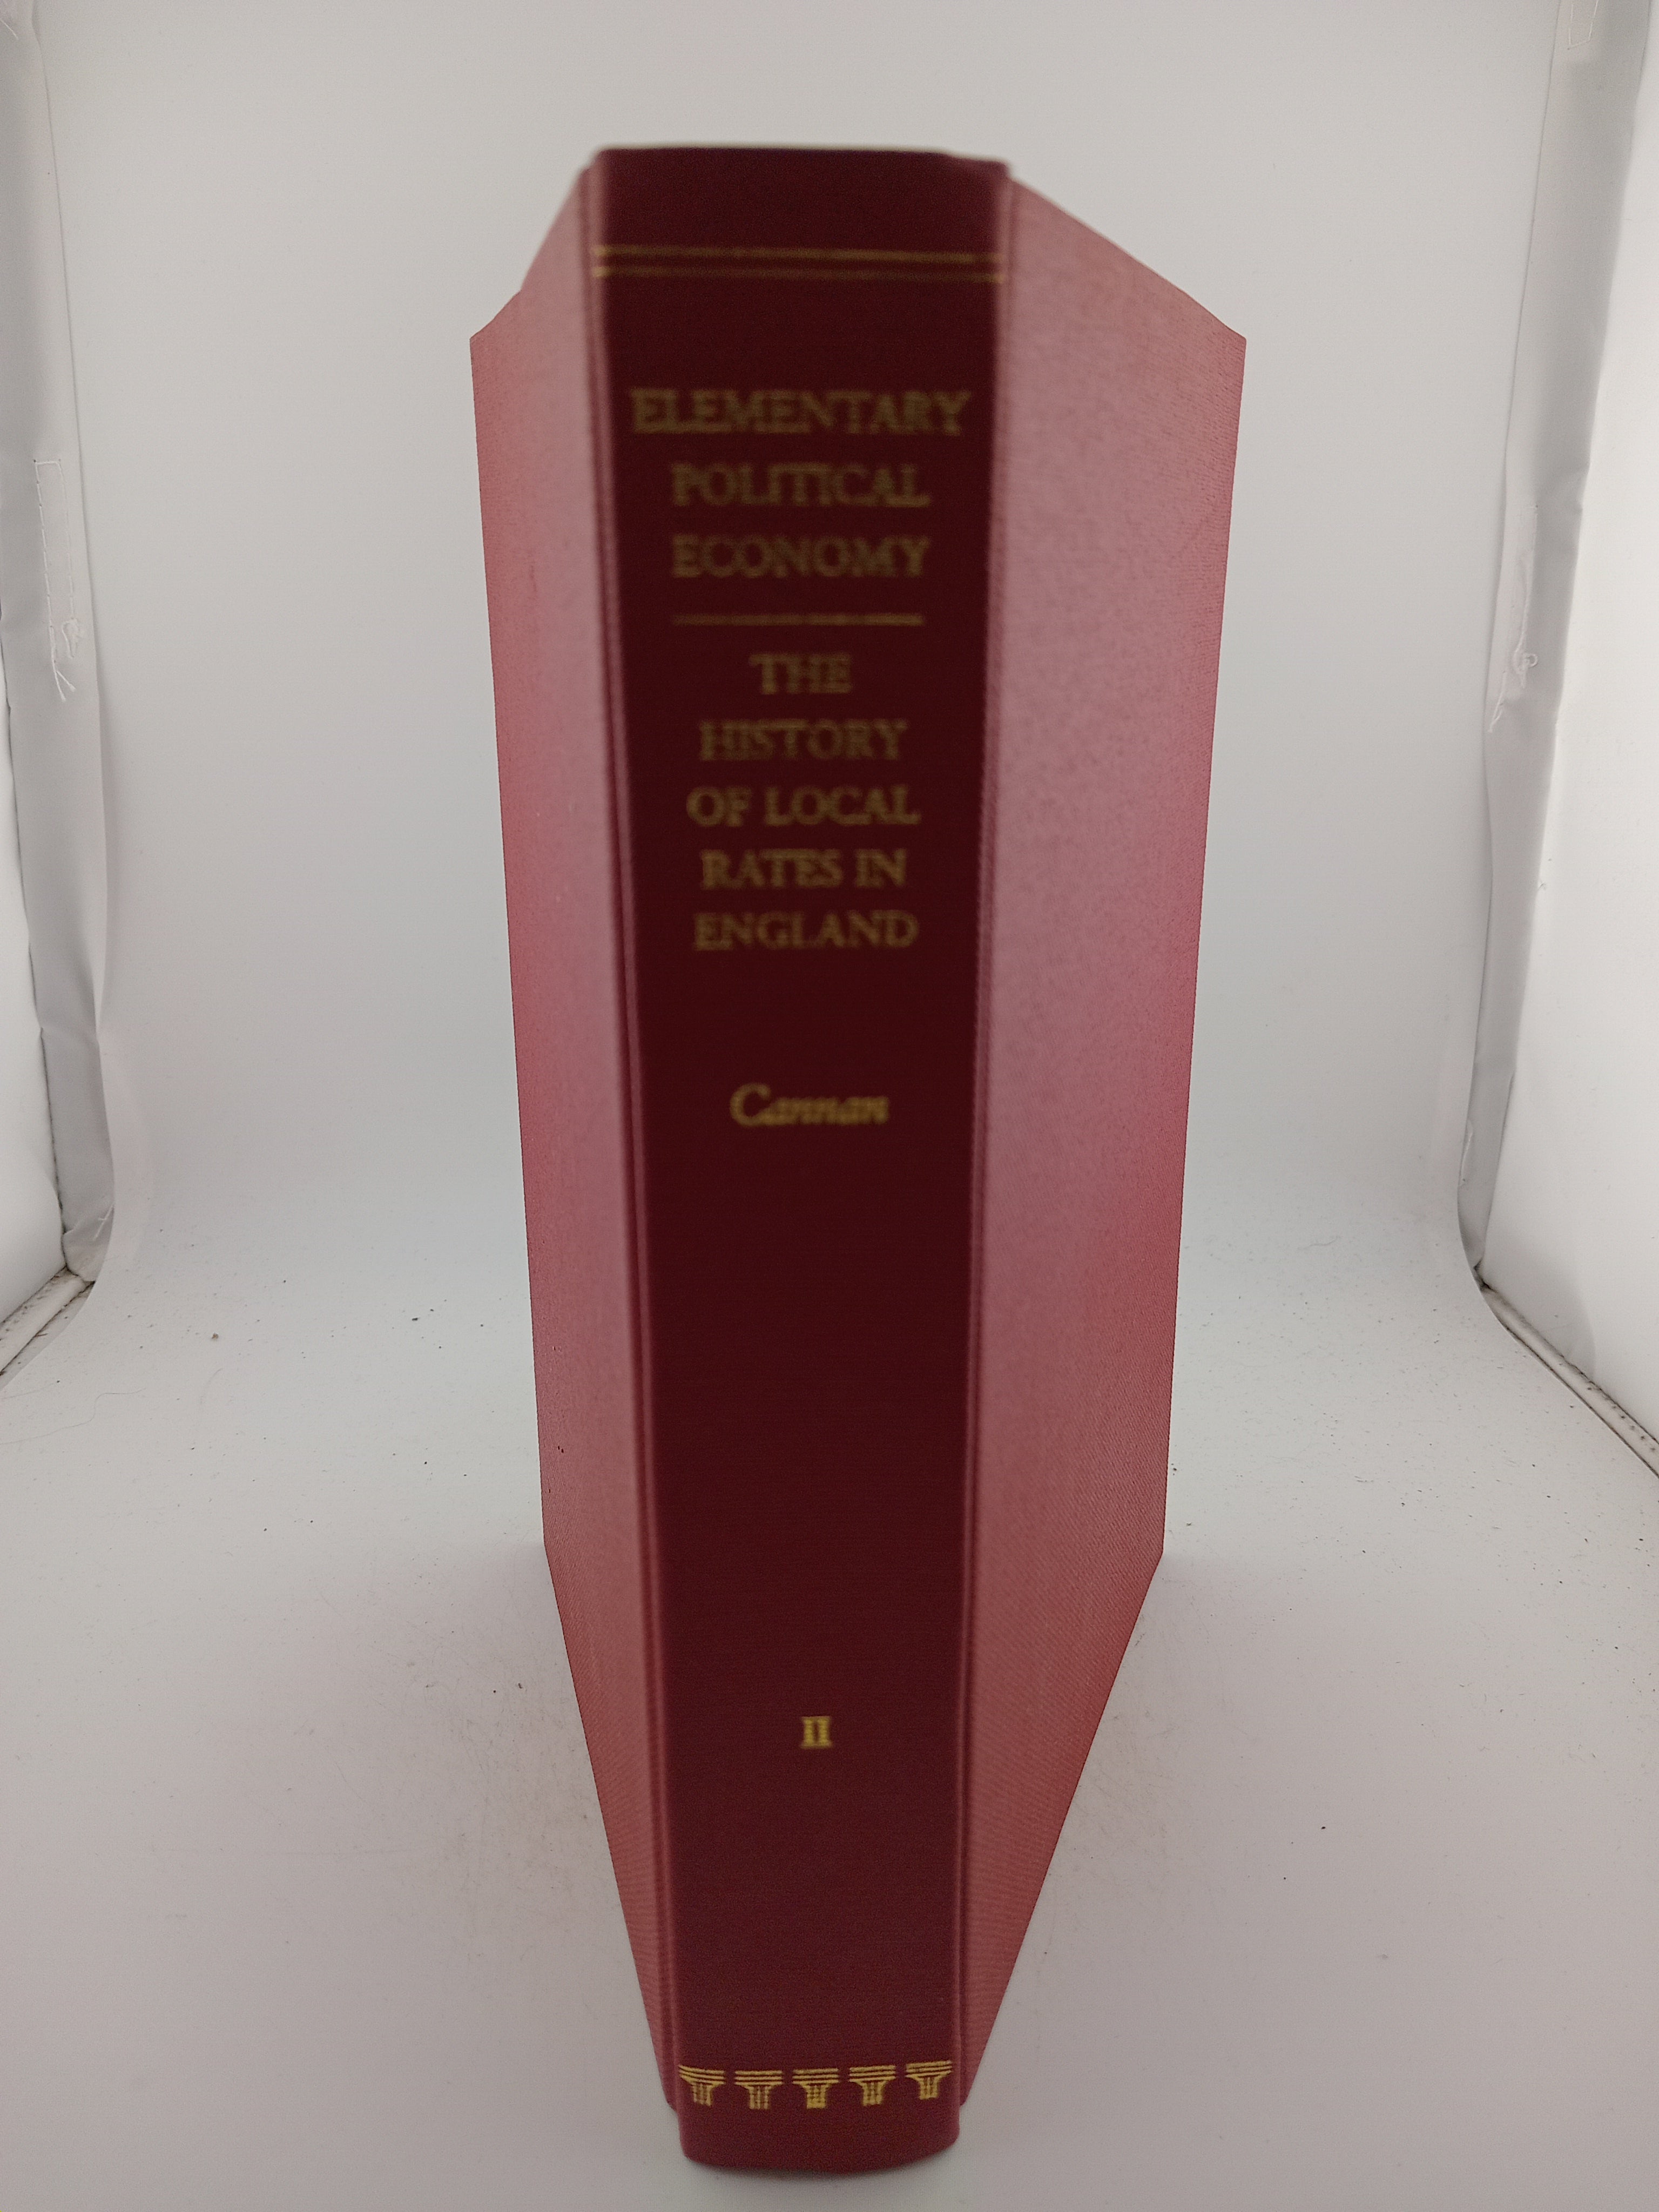 ELEMENTARY
POLITICAL
ECONOMY
THE
HISTORY
OF LOCAL
RATES IN
ENGLAND
Cannan
II